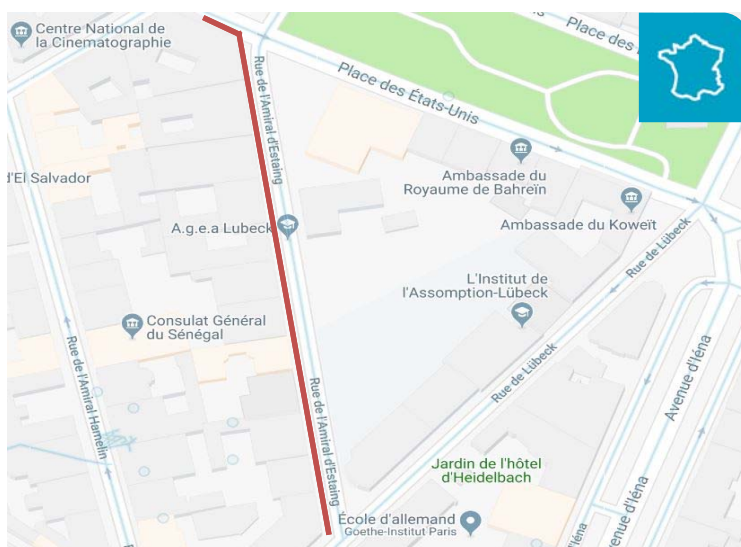 Centre National de
la Cinematographie
Place des
Place des États-Unis
Rue de l'Amiral d'Estaing
d'El Salvador
Ambassade du
Royaume de Bahreïn
A.g.e.a Lubeck
Ambassade du Koweït
Rue de Lübeck
L'Institut de
l'Assomption-Lübeck
Consulat Général
du Sénégal
Rue de l'Amiral Hamelin
Rue de l'Amiral d'Estaing
Rue de Lübeck
Avenue d'Iéna
Jardin de l'hôtel
d'Heidelbach
École d'allemand
Goethe-Institut Paris
Avenue d'Iéna